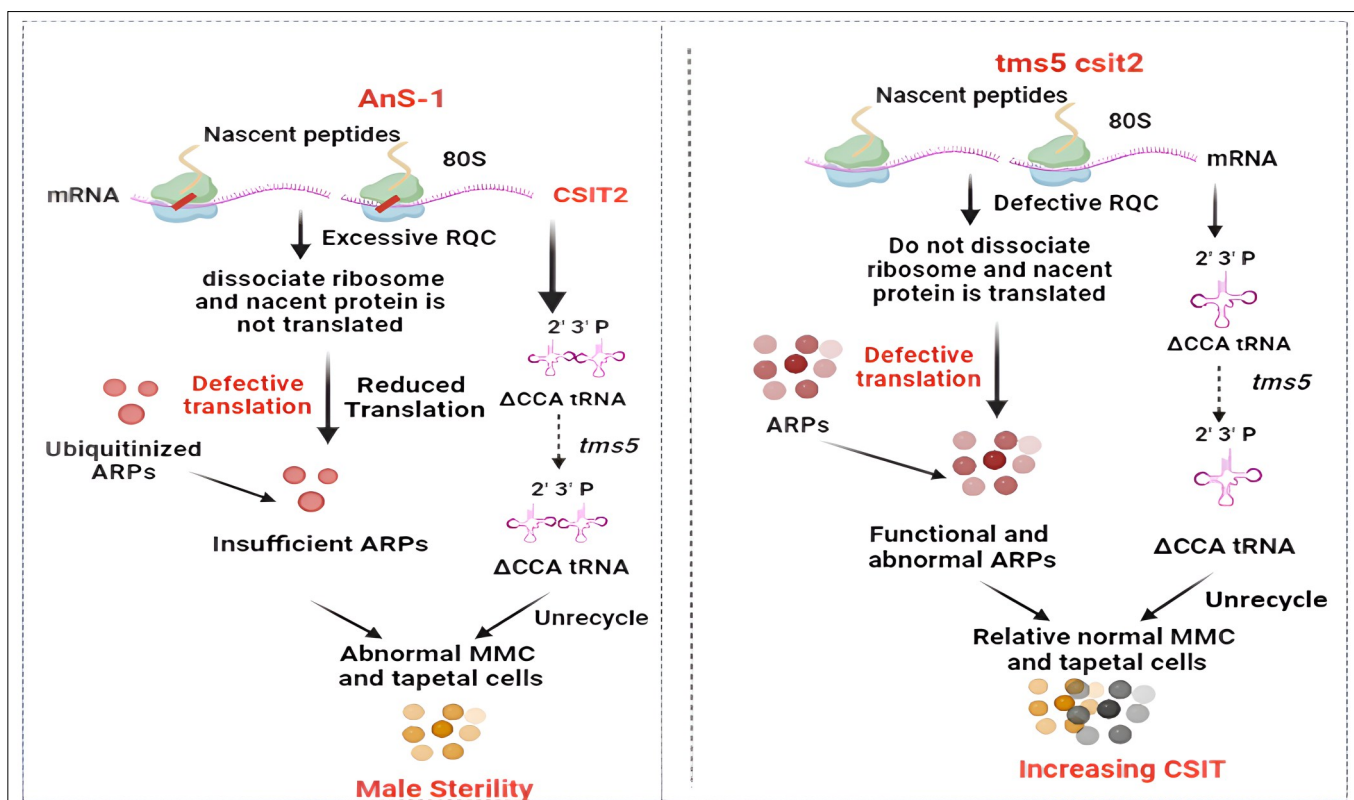 AnS-1
Nascent peptides
80S
mRNA
CSIT2
Excessive RQC
dissociate ribosome
and nacent protein is
not translated
2' 3' P
ΔCCA tRNA
tms5
Defective
translation
Reduced
Translation
Ubiquitinized
ARPs
2' 3' P
ΔCCA tRNA
Insufficient ARPs
Unrecycle
Abnormal MMC
and tapetal cells
Male Sterility
tms5 csit2
Nascent peptides
80S
mRNA
Defective RQC
Do not dissociate
ribosome and nacent
protein is translated
2' 3' P
ΔCCA tRNA
tms5
Defective
translation
ARPs
2' 3' P
Functional and
abnormal ARPs
ΔCCA tRNA
Unrecycle
Relative normal MMC
and tapetal cells
Increasing CSIT